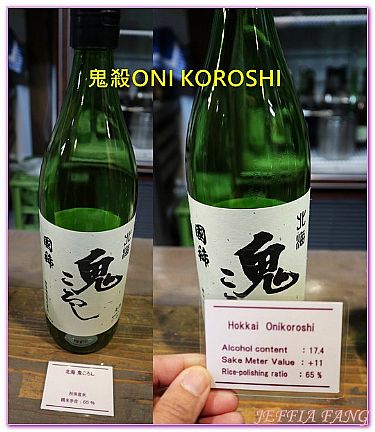 鬼殺ONI KOROSHI
北海
鬼ころし
國稀
北海 鬼ころし
精米歩合:65%
北海
鬼ころ
國稀
Hokkai Onikoroshi
Alcohol content : 17.4
Sake Meter Value : +11
Rice-polishing ratio : 65 %
JEFFIA FANG